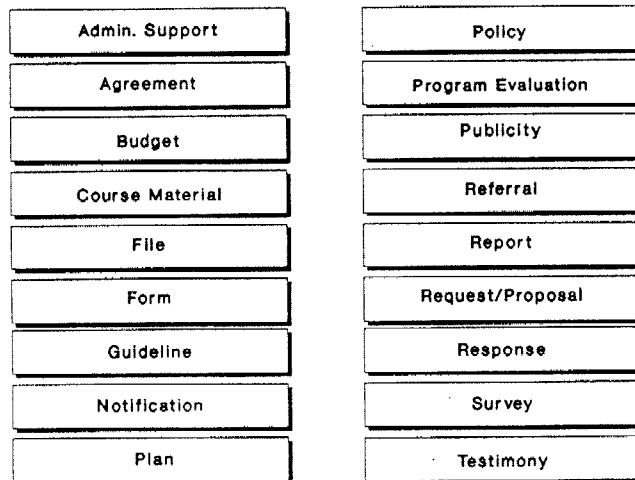 Admin. Support
Agreement
Budget
Course Material
File
Form
Guideline
Notification
Plan
Policy
Program Evaluation
Publicity
Referral
Report
Request/Proposal
Response
Survey
Testimony